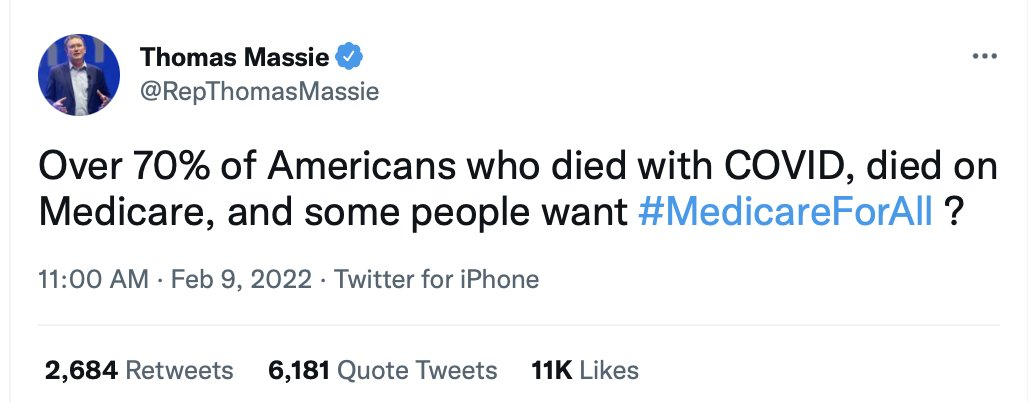 Thomas Massie
@RepThomasMassie
Over 70% of Americans who died with COVID, died on
Medicare, and some people want #MedicareForAll ?
11:00 AM · Feb 9, 2022 · Twitter for iPhone
2,684 Retweets 6,181 Quote Tweets 11K Likes